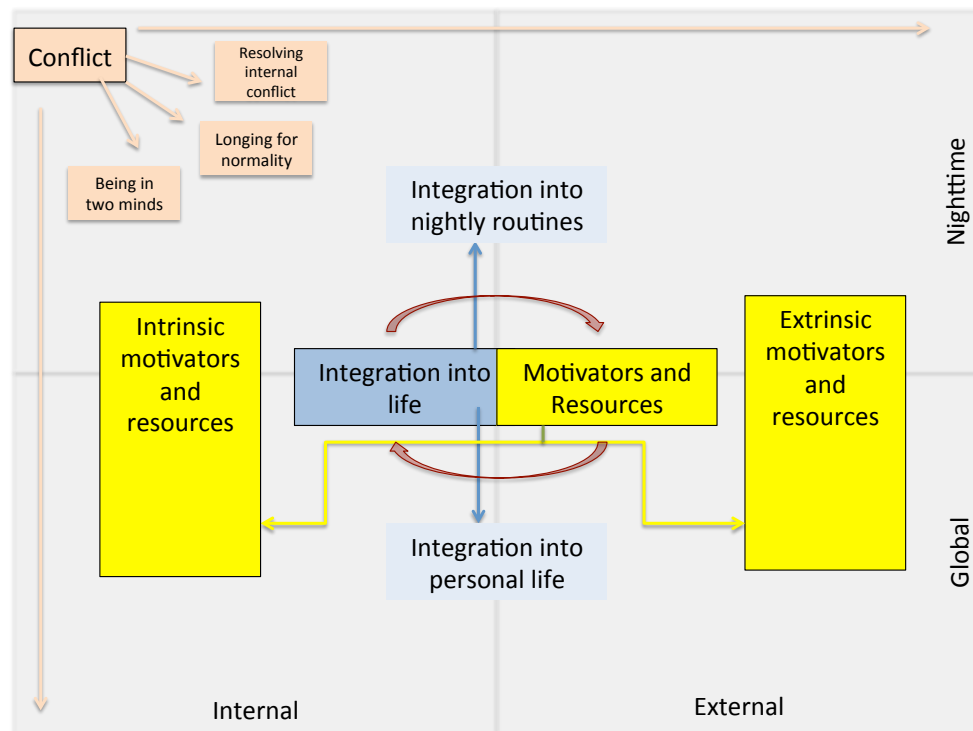 Conflict
Resolving
internal
conflict
Longing for
normality
Being in
two minds
Nighttime
Integration into
nightly routines
Intrinsic
motivators
and
resources
Integration into
life
Motivators and
Resources
Extrinsic
motivators
and
resources
Integration into
personal life
Global
Internal
External